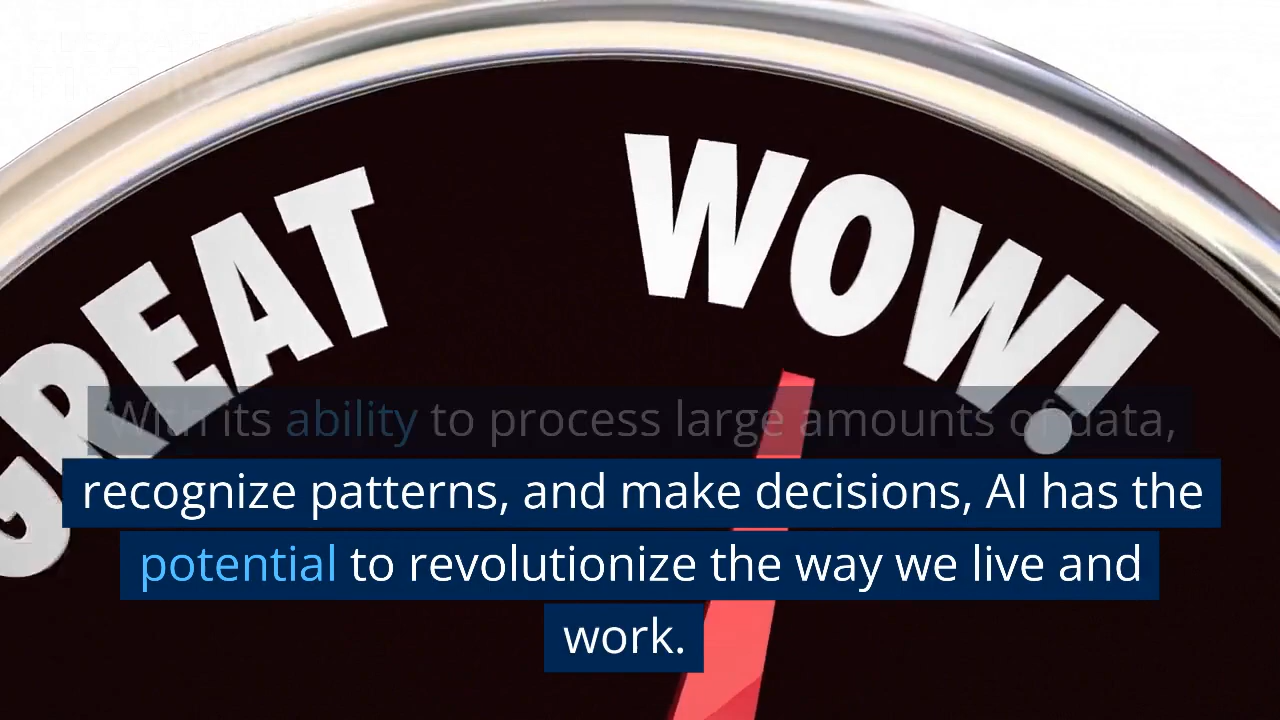 GREAT
WOW!
With its ability to process large amounts of data,
recognize patterns, and make decisions, AI has the
potential to revolutionize the way we live and
work.